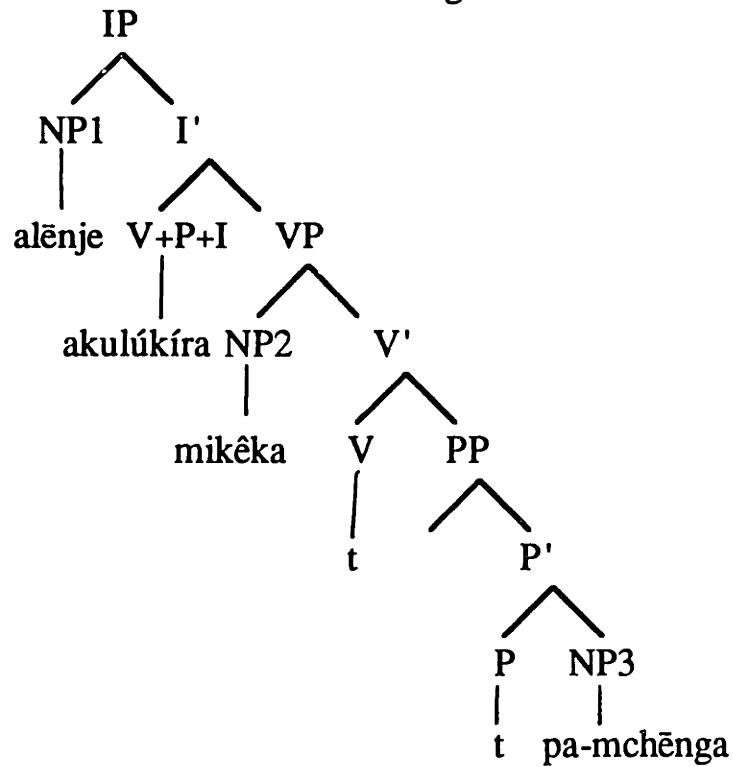 IP
NP1 I'
alēnje V+P+I VP
akulúkíra NP2 V'
mikêka V PP
t P'
P NP3
t pa-mchēnga